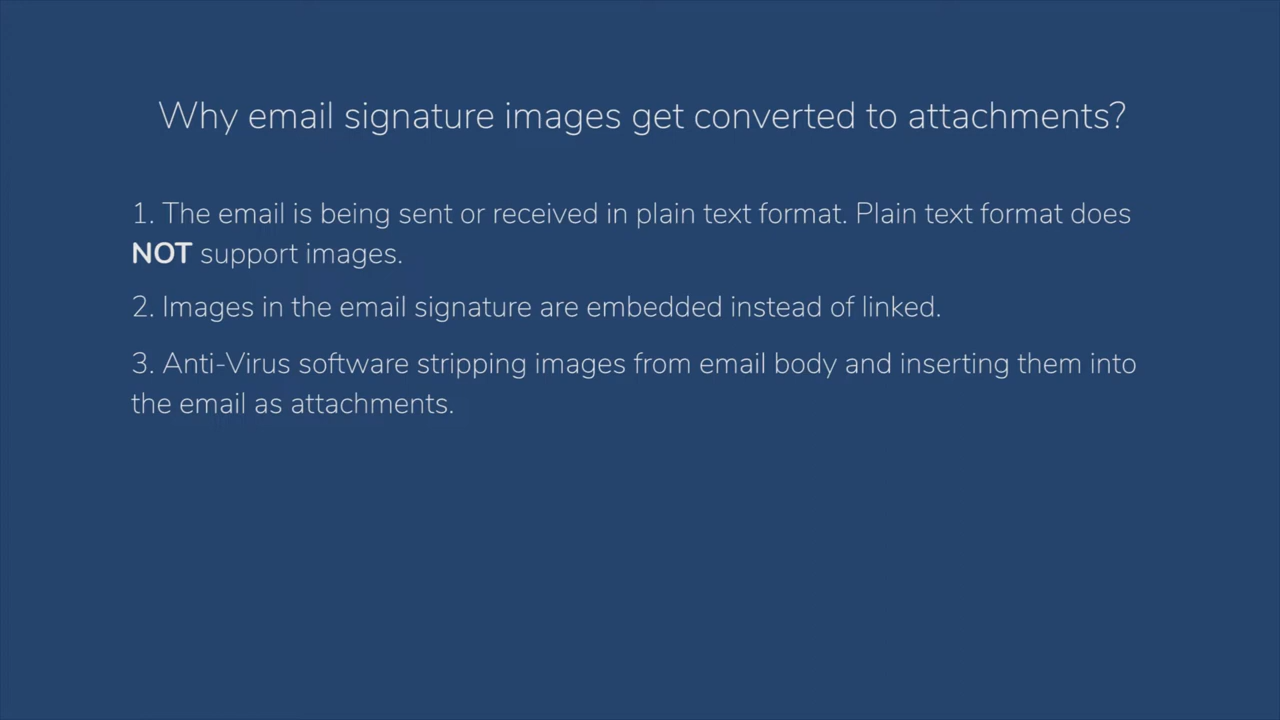 Why email signature images get converted to attachments?
1. The email is being sent or received in plain text format. Plain text format does
NOT support images.
2. Images in the email signature are embedded instead of linked.
3. Anti-Virus software stripping images from email body and inserting them into
the email as attachments.